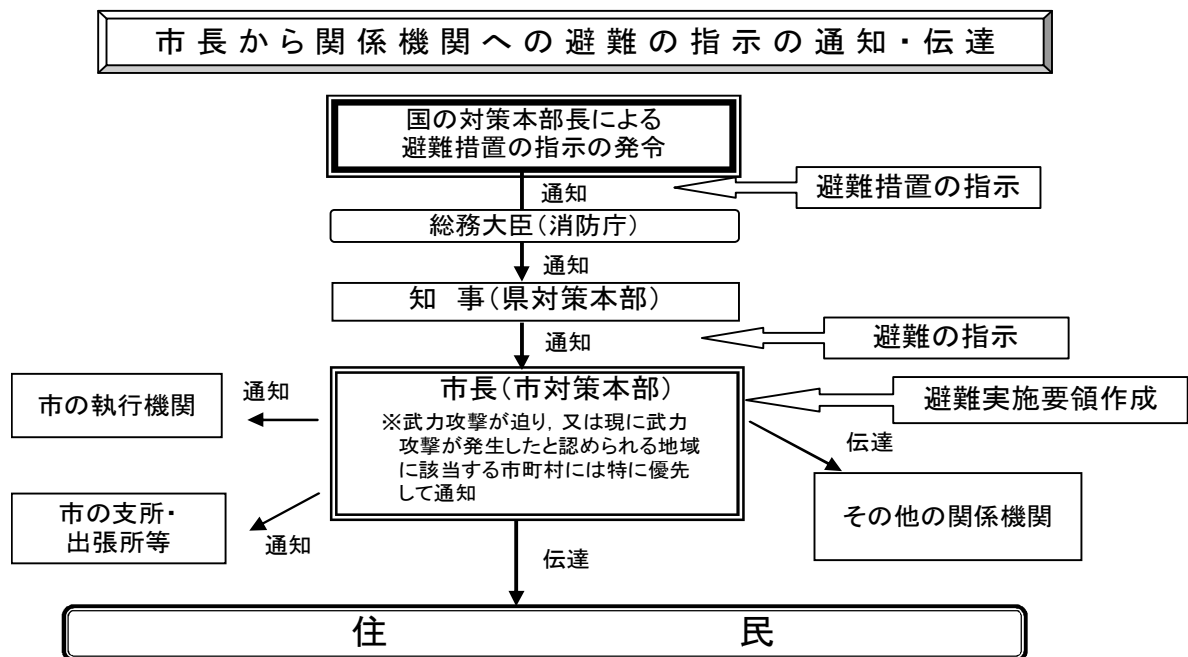 市長から関係機関への避難の指示の通知・伝達
国の対策本部長による
避難措置の指示の発令
通知
避難措置の指示
総務大臣(消防庁)
通知
知 事(県対策本部)
通知
避難の指示
市長(市対策本部)
※武力攻撃が迫り,又は現に武力
攻撃が発生したと認められる地域
に該当する市町村には特に優先
して通知
避難実施要領作成
市の執行機関
通知
伝達
市の支所・
出張所等
通知
その他の関係機関
伝達
住 民